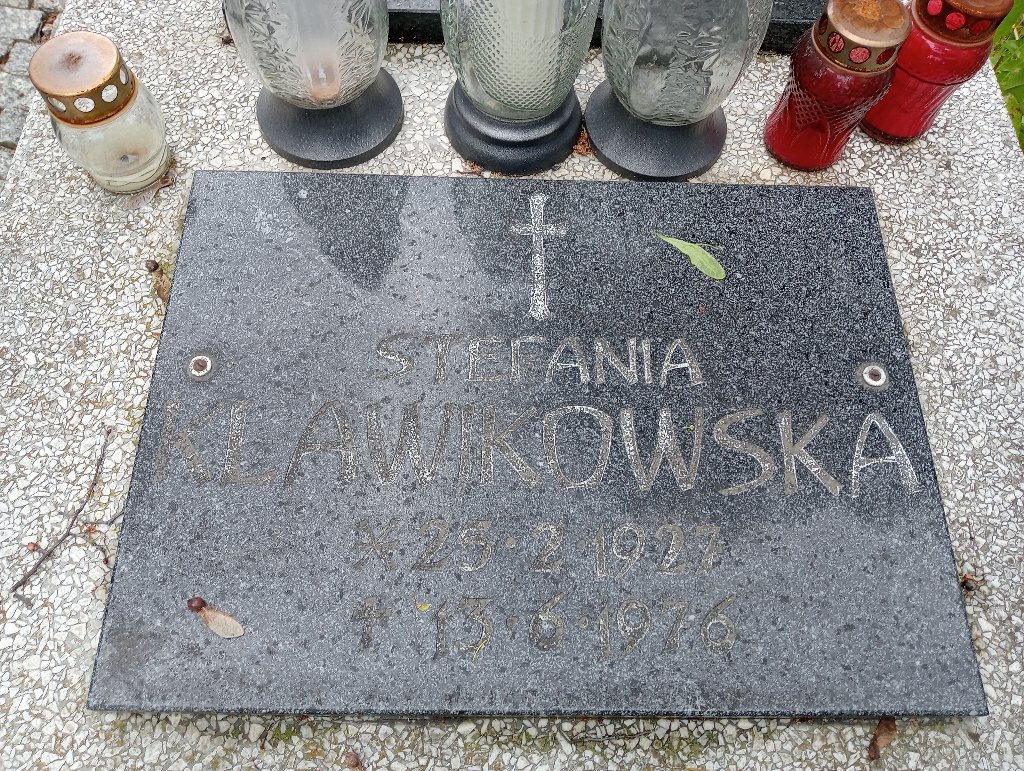 STEFANIA
KLAWIKOWSKA
* 25·2·1927
† 13·6·1976